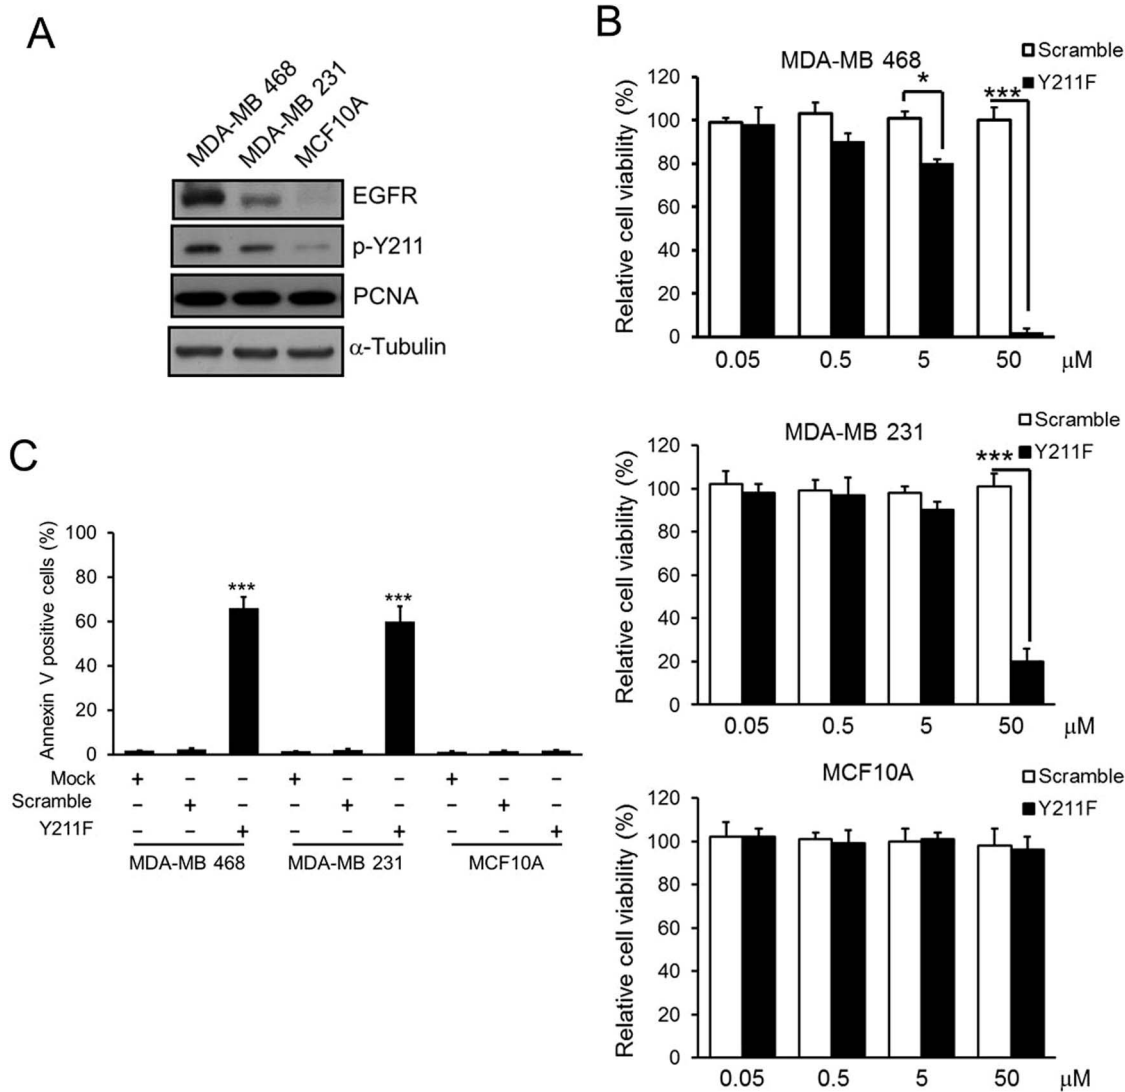 A
MDA-MB 468
MDA-MB 231
MCF10A
EGFR
p-Y211
PCNA
α-Tubulin
B
MDA-MB 468
Scramble
Y211F
Relative cell viability (%)
120
100
80
60
40
20
0
*
***
0.05 0.5 5 50 μM
MDA-MB 231
Scramble
Y211F
Relative cell viability (%)
120
100
80
60
40
20
0
***
0.05 0.5 5 50 μM
MCF10A
Scramble
Y211F
Relative cell viability (%)
120
100
80
60
40
20
0
0.05 0.5 5 50 μM
C
Annexin V positive cells (%)
100
80
60
40
20
0
***
***
Mock + − − + − − + − −
Scramble − + − − + − − + −
Y211F − − + − − + − − +
MDA-MB 468 MDA-MB 231 MCF10A